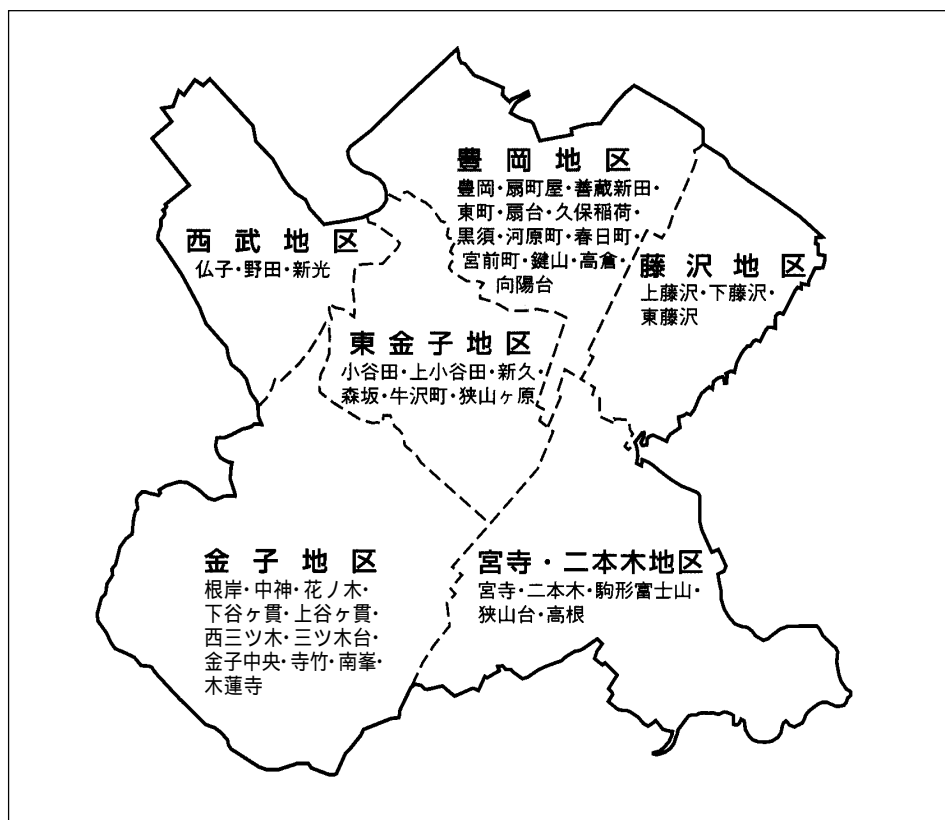 豊岡地区
豊岡・扇町屋・善蔵新田・
東町・扇台・久保稲荷・
黒須・河原町・春日町・
宮前町・鍵山・高倉・
向陽台
西武地区
仏子・野田・新光
藤沢地区
上藤沢・下藤沢・
東藤沢
東金子地区
小谷田・上小谷田・新久・
森坂・牛沢町・狭山ヶ原
金子地区
根岸・中神・花ノ木・
下谷ヶ貫・上谷ヶ貫・
西三ツ木・三ツ木台・
金子中央・寺竹・南峯・
木蓮寺
宮寺・二本木地区
宮寺・二本木・駒形富士山・
狭山台・高根